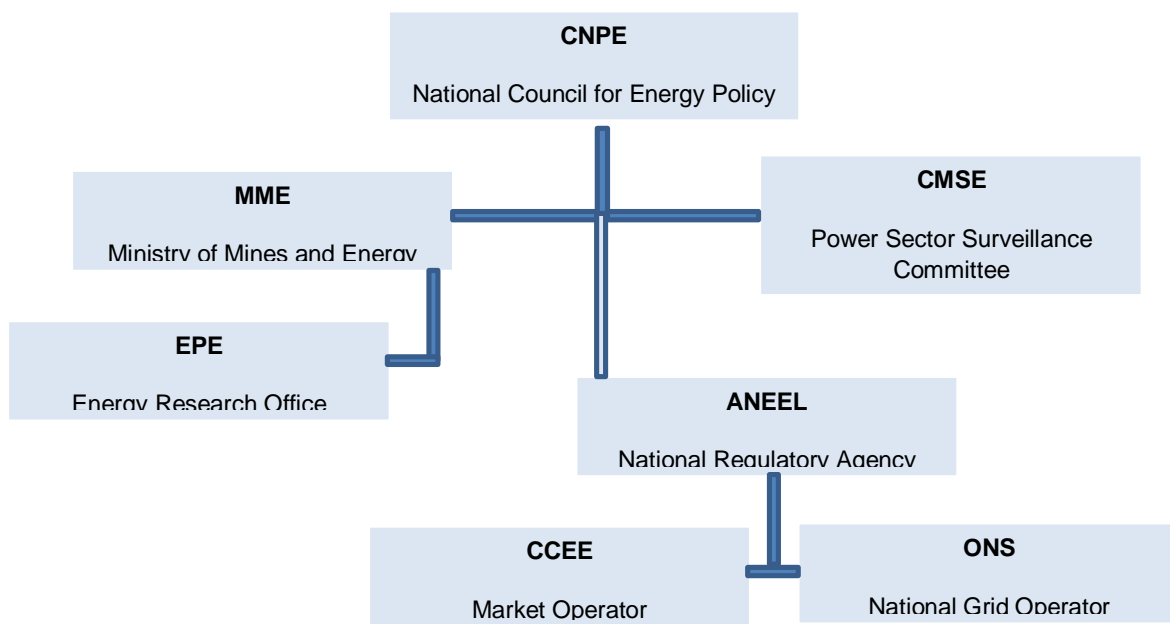 CNPE
National Council for Energy Policy
MME
Ministry of Mines and Energy
CMSE
Power Sector Surveillance
Committee
EPE
Energy Research Office
ANEEL
National Regulatory Agency
CCEE
Market Operator
ONS
National Grid Operator